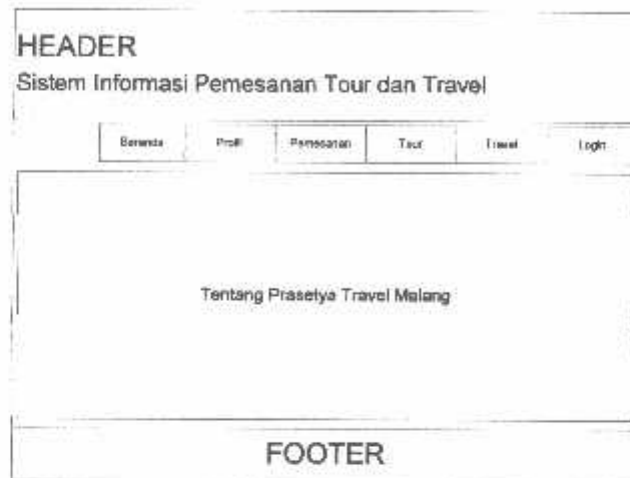 HEADER
Sistem Informasi Pemesanan Tour dan Travel
Beranda Profil Pemesanan Tour Travel Login
Tentang Prasetya Travel Malang
FOOTER